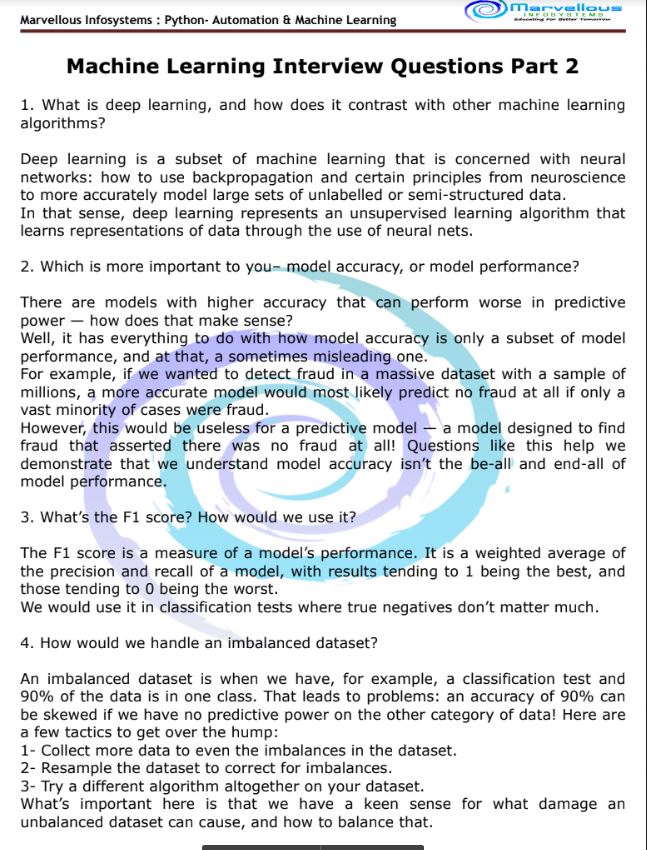 Marvellous Infosystems : Python- Automation & Machine Learning
Marvellous
INFOSYSTEMS
Educating For Better Tomorrow
Machine Learning Interview Questions Part 2
1. What is deep learning, and how does it contrast with other machine learning
algorithms?
Deep learning is a subset of machine learning that is concerned with neural
networks: how to use backpropagation and certain principles from neuroscience
to more accurately model large sets of unlabelled or semi-structured data.
In that sense, deep learning represents an unsupervised learning algorithm that
learns representations of data through the use of neural nets.
2. Which is more important to you– model accuracy, or model performance?
There are models with higher accuracy that can perform worse in predictive
power — how does that make sense?
Well, it has everything to do with how model accuracy is only a subset of model
performance, and at that, a sometimes misleading one.
For example, if we wanted to detect fraud in a massive dataset with a sample of
millions, a more accurate model would most likely predict no fraud at all if only a
vast minority of cases were fraud.
However, this would be useless for a predictive model — a model designed to find
fraud that asserted there was no fraud at all! Questions like this help we
demonstrate that we understand model accuracy isn’t the be-all and end-all of
model performance.
3. What’s the F1 score? How would we use it?
The F1 score is a measure of a model’s performance. It is a weighted average of
the precision and recall of a model, with results tending to 1 being the best, and
those tending to 0 being the worst.
We would use it in classification tests where true negatives don’t matter much.
4. How would we handle an imbalanced dataset?
An imbalanced dataset is when we have, for example, a classification test and
90% of the data is in one class. That leads to problems: an accuracy of 90% can
be skewed if we have no predictive power on the other category of data! Here are
a few tactics to get over the hump:
1- Collect more data to even the imbalances in the dataset.
2- Resample the dataset to correct for imbalances.
3- Try a different algorithm altogether on your dataset.
What’s important here is that we have a keen sense for what damage an
unbalanced dataset can cause, and how to balance that.